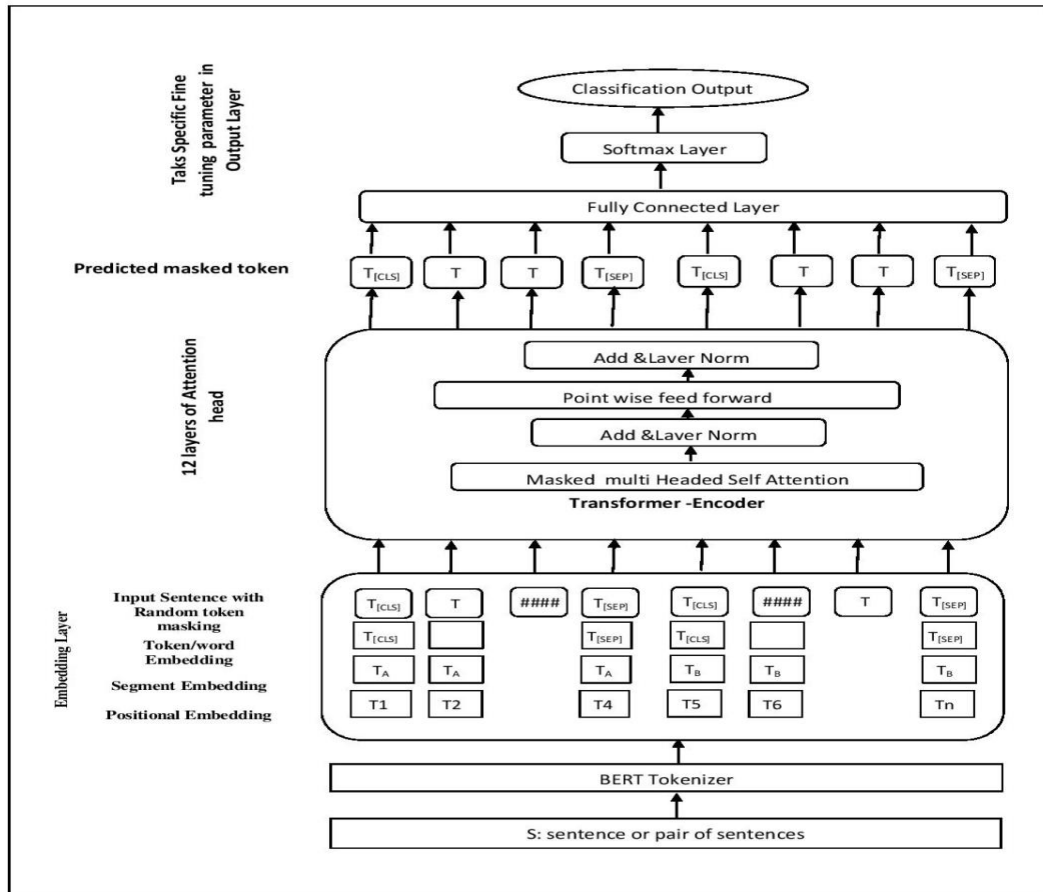 Classification Output
Taks Specific Fine
tuning parameter in
Output Layer
Softmax Layer
Fully Connected Layer
Predicted masked token
T[CLS] T T T[SEP] T[CLS] T T T[SEP]
12 layers of Attention
head
Add &Laver Norm
Point wise feed forward
Add &Laver Norm
Masked multi Headed Self Attention
Transformer -Encoder
Embedding Layer
Input Sentence with
Random token
masking
T[CLS] T #### T[SEP] T[CLS] #### T T[SEP]
Token/word
Embedding
T[CLS] T[SEP] T[CLS] T[SEP]
Segment Embedding
TA TA TA TB TB TB
Positional Embedding
T1 T2 T4 T5 T6 Tn
BERT Tokenizer
S: sentence or pair of sentences